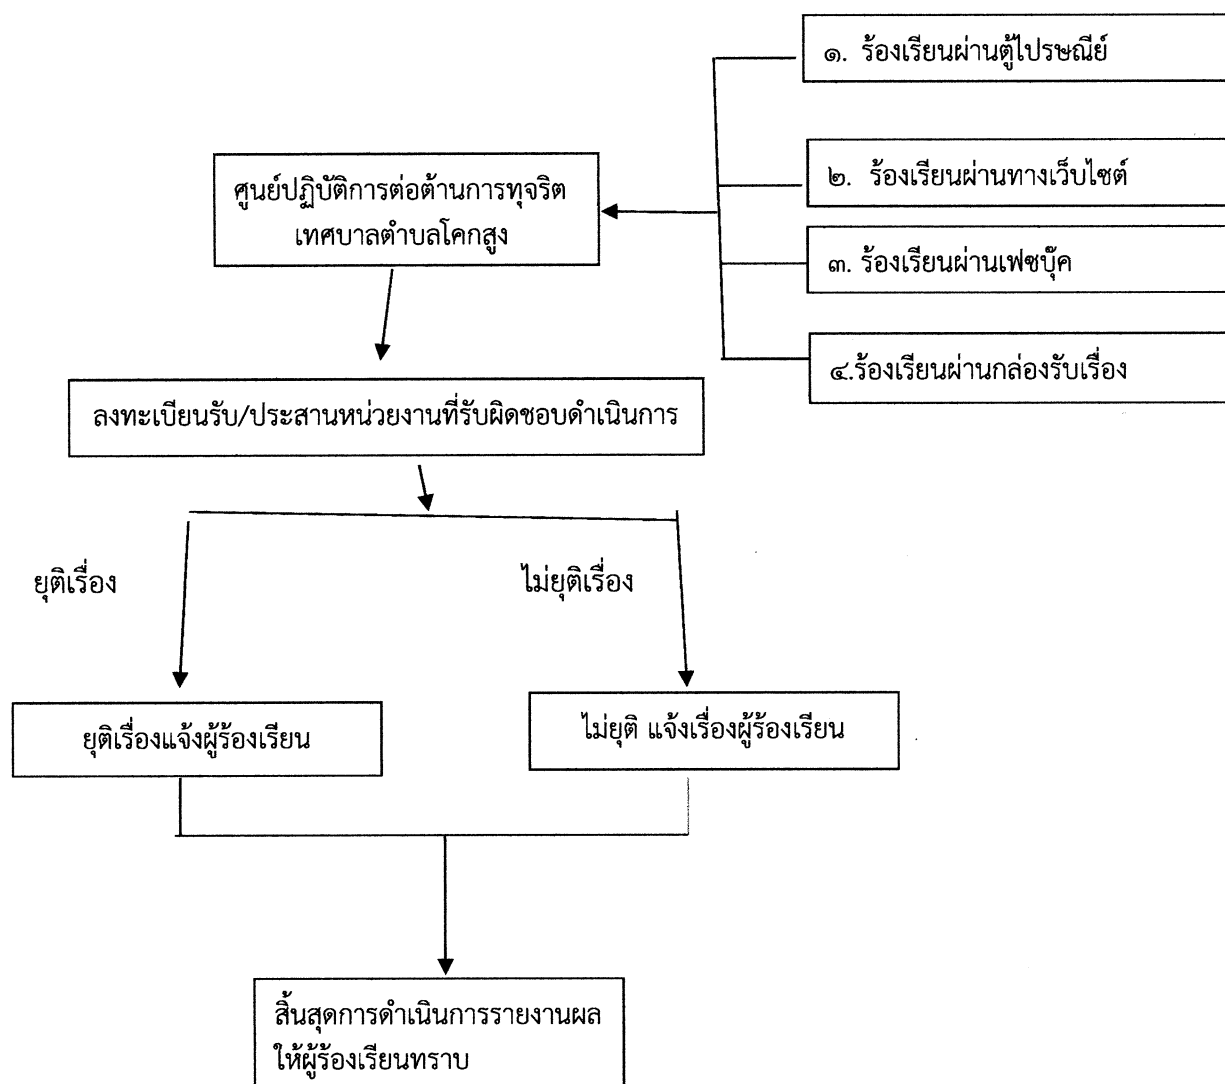 ๑. ร้องเรียนผ่านตู้ไปรษณีย์
๒. ร้องเรียนผ่านทางเว็บไซต์
ศูนย์ปฏิบัติการต่อต้านการทุจริต
เทศบาลตำบลโคกสูง
๓. ร้องเรียนผ่านเฟซบุ๊ค
๔.ร้องเรียนผ่านกล่องรับเรื่อง
ลงทะเบียนรับ/ประสานหน่วยงานที่รับผิดชอบดำเนินการ
ยุติเรื่อง
ไม่ยุติเรื่อง
ยุติเรื่องแจ้งผู้ร้องเรียน
ไม่ยุติ แจ้งเรื่องผู้ร้องเรียน
สิ้นสุดการดำเนินการรายงานผล
ให้ผู้ร้องเรียนทราบ